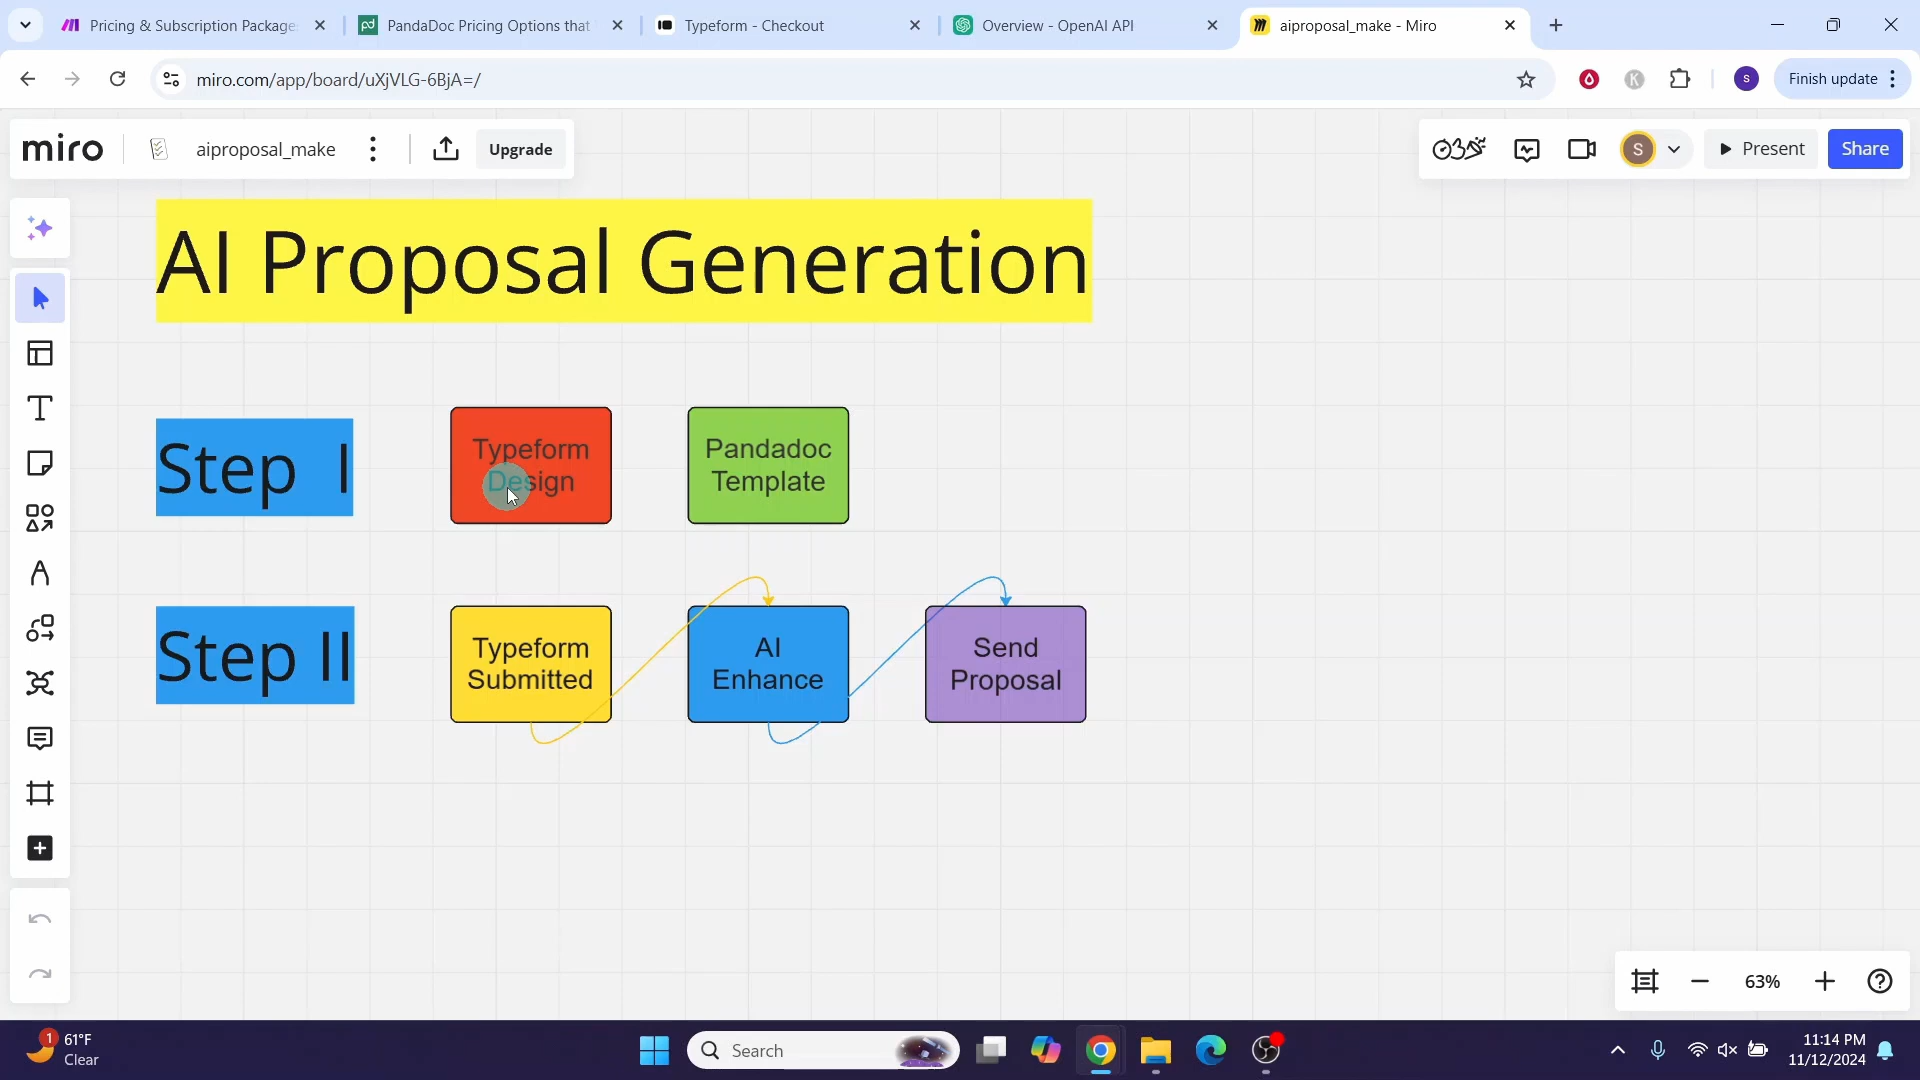 Pricing & Subscription Package
PandaDoc Pricing Options that
Typeform - Checkout
Overview - OpenAI API
aiproposal_make - Miro
miro.com/app/board/uXjVLG-6BjA=/
K
S
Finish update
miro
aiproposal_make
Upgrade
S
Present
Share
AI Proposal Generation
Step I
Typeform
Design
Pandadoc
Template
Step II
Typeform
Submitted
AI
Enhance
Send
Proposal
63%
1
61°F
Clear
Search
11:14 PM
11/12/2024